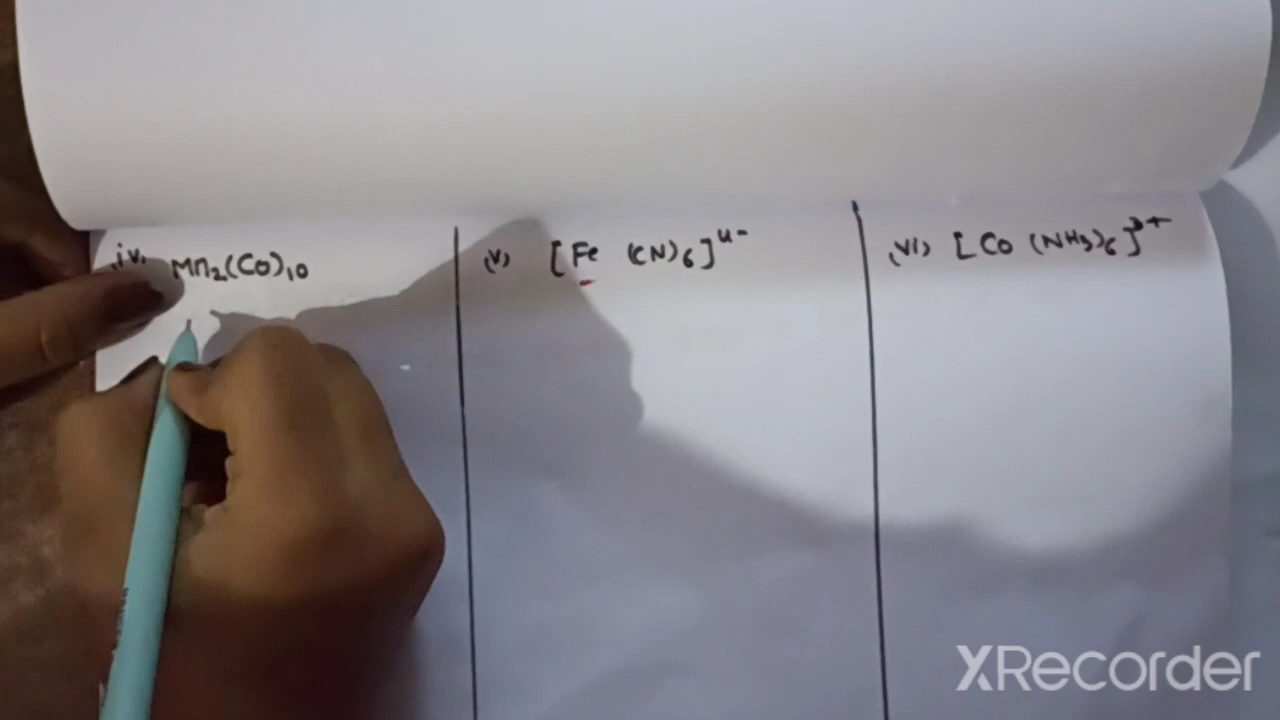 (iv) Mn₂(Co)₁₀
(v) [Fe (CN)₆]⁴⁻
(vi) [Co (NH₃)₆]³⁺
XRecorder